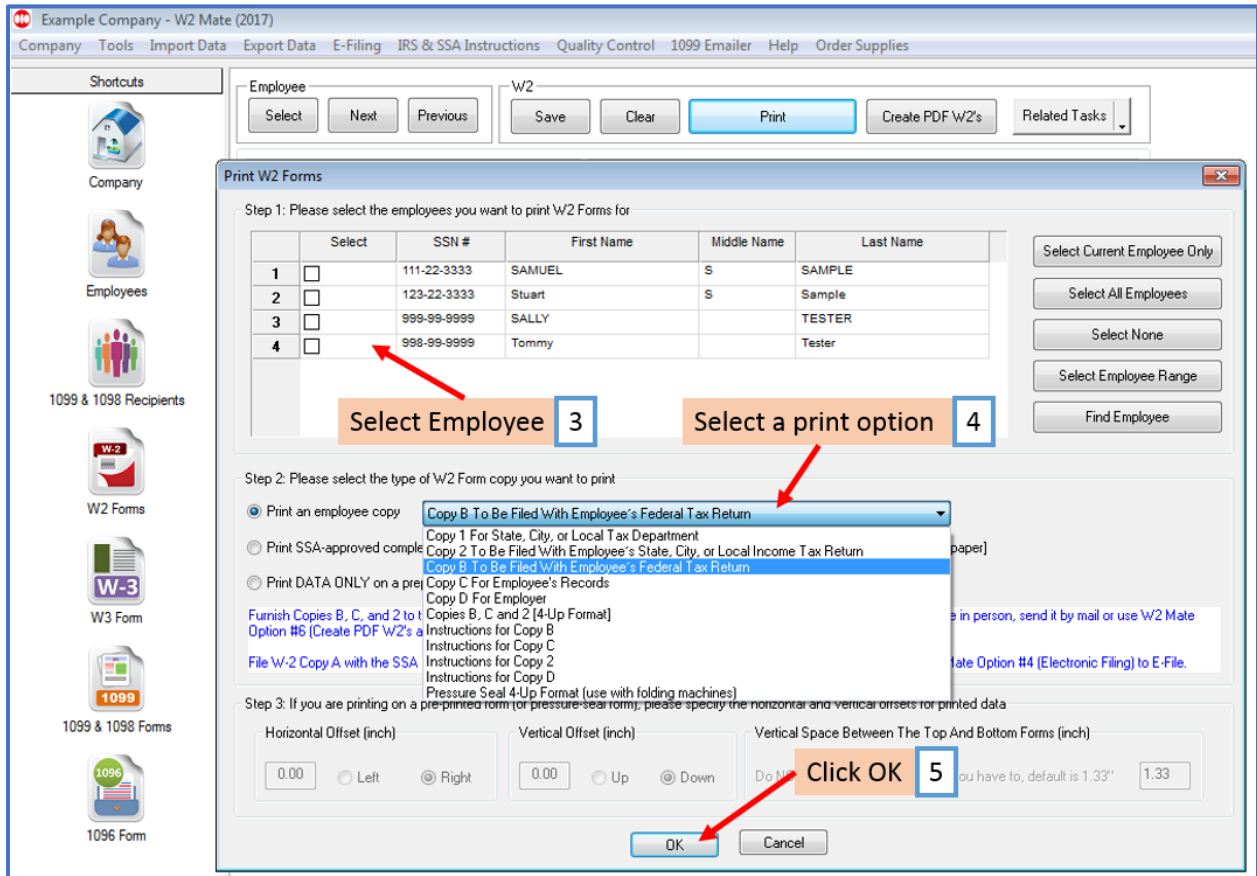 Example Company - W2 Mate (2017)
Company Tools Import Data Export Data E-Filing IRS & SSA Instructions Quality Control 1099 Emailer Help Order Supplies
Shortcuts
Company
Employees
1099 & 1098 Recipients
W-2
W2 Forms
W-3
W3 Form
1099
1099 & 1098 Forms
1096
1096 Form
Employee
Select Next Previous
W2
Save Clear Print Create PDF W2's Related Tasks
Print W2 Forms
Step 1: Please select the employees you want to print W2 Forms for
Select SSN # First Name Middle Name Last Name
1 111-22-3333 SAMUEL S SAMPLE
2 123-22-3333 Stuart S Sample
3 999-99-9999 SALLY TESTER
4 998-99-9999 Tommy Tester
Select Current Employee Only
Select All Employees
Select None
Select Employee Range
Find Employee
Select Employee 3
Select a print option 4
Step 2: Please select the type of W2 Form copy you want to print
Print an employee copy Copy B To Be Filed With Employee's Federal Tax Return
Copy 1 For State, City, or Local Tax Department
Print SSA-approved Copy 2 To Be Filed With Employee's State, City, or Local Income Tax Return paper]
Copy B To Be Filed With Employee's Federal Tax Return
Print DATA ONLY on a Copy C For Employee's Records
Copy D For Employer
Furnish Copies B, C, and 2 to Copies B, C and 2 [4-Up Format] in person, send it by mail or use W2 Mate
Option #6 (Create PDF W2's Instructions for Copy B
Instructions for Copy C
File W-2 Copy A with the SSA Instructions for Copy 2 Option #4 (Electronic Filing) to E-File.
Instructions for Copy D
Pressure Seal 4-Up Format (use with folding machines)
Step 3: If you are printing on a pre-printed form (or pressure-seal form), please specify the horizontal and vertical offsets for printed data
Horizontal Offset (inch)
0.00 Left Right
Vertical Offset (inch)
0.00 Up Down
Vertical Space Between The Top And Bottom Forms (inch)
Do you have to, default is 1.33" 1.33
Click OK 5
OK Cancel